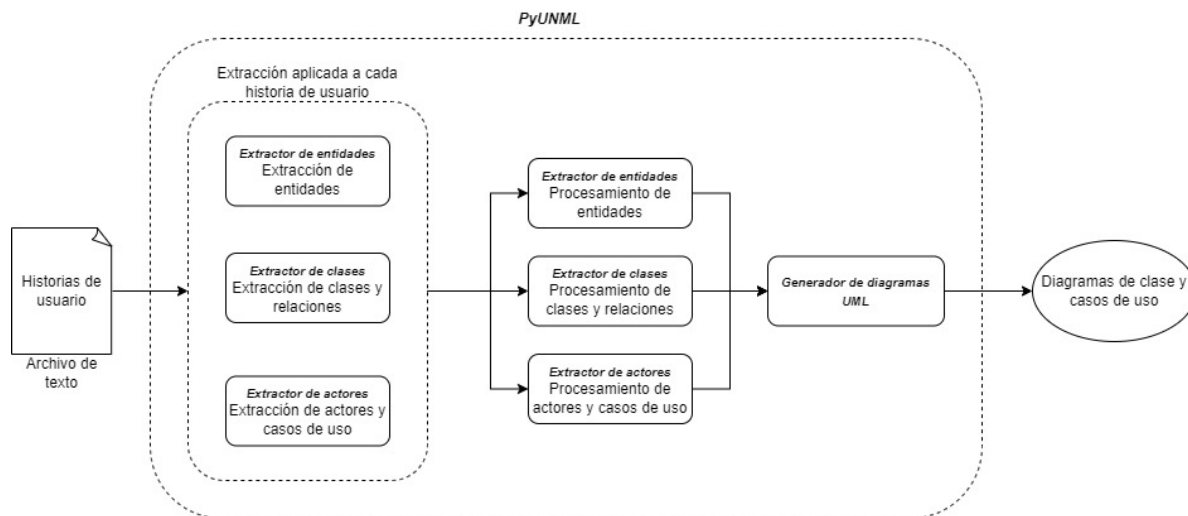 PyUNML
Extracción aplicada a cada
historia de usuario
Extractor de entidades
Extracción de
entidades
Extractor de clases
Extracción de clases y
relaciones
Extractor de actores
Extracción de actores y
casos de uso
Historias de
usuario
Archivo de
texto
Extractor de entidades
Procesamiento de
entidades
Extractor de clases
Procesamiento de
clases y relaciones
Extractor de actores
Procesamiento de
actores y casos de uso
Generador de diagramas
UML
Diagramas de clase y
casos de uso